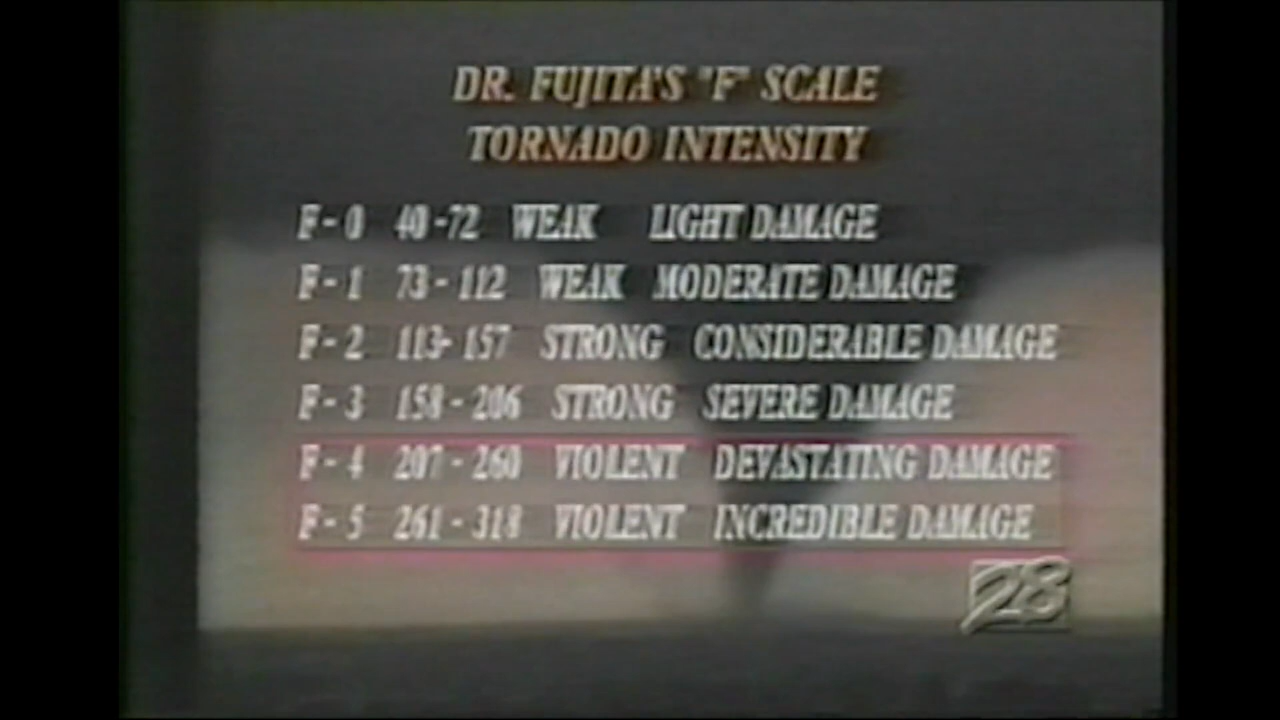 DR. FUJITA'S "F" SCALE
TORNADO INTENSITY
F - 0 40 -72 WEAK LIGHT DAMAGE
F - 1 73 - 112 WEAK MODERATE DAMAGE
F - 2 113- 157 STRONG CONSIDERABLE DAMAGE
F - 3 158 - 206 STRONG SEVERE DAMAGE
F - 4 207 - 260 VIOLENT DEVASTATING DAMAGE
F - 5 261 - 318 VIOLENT INCREDIBLE DAMAGE
28